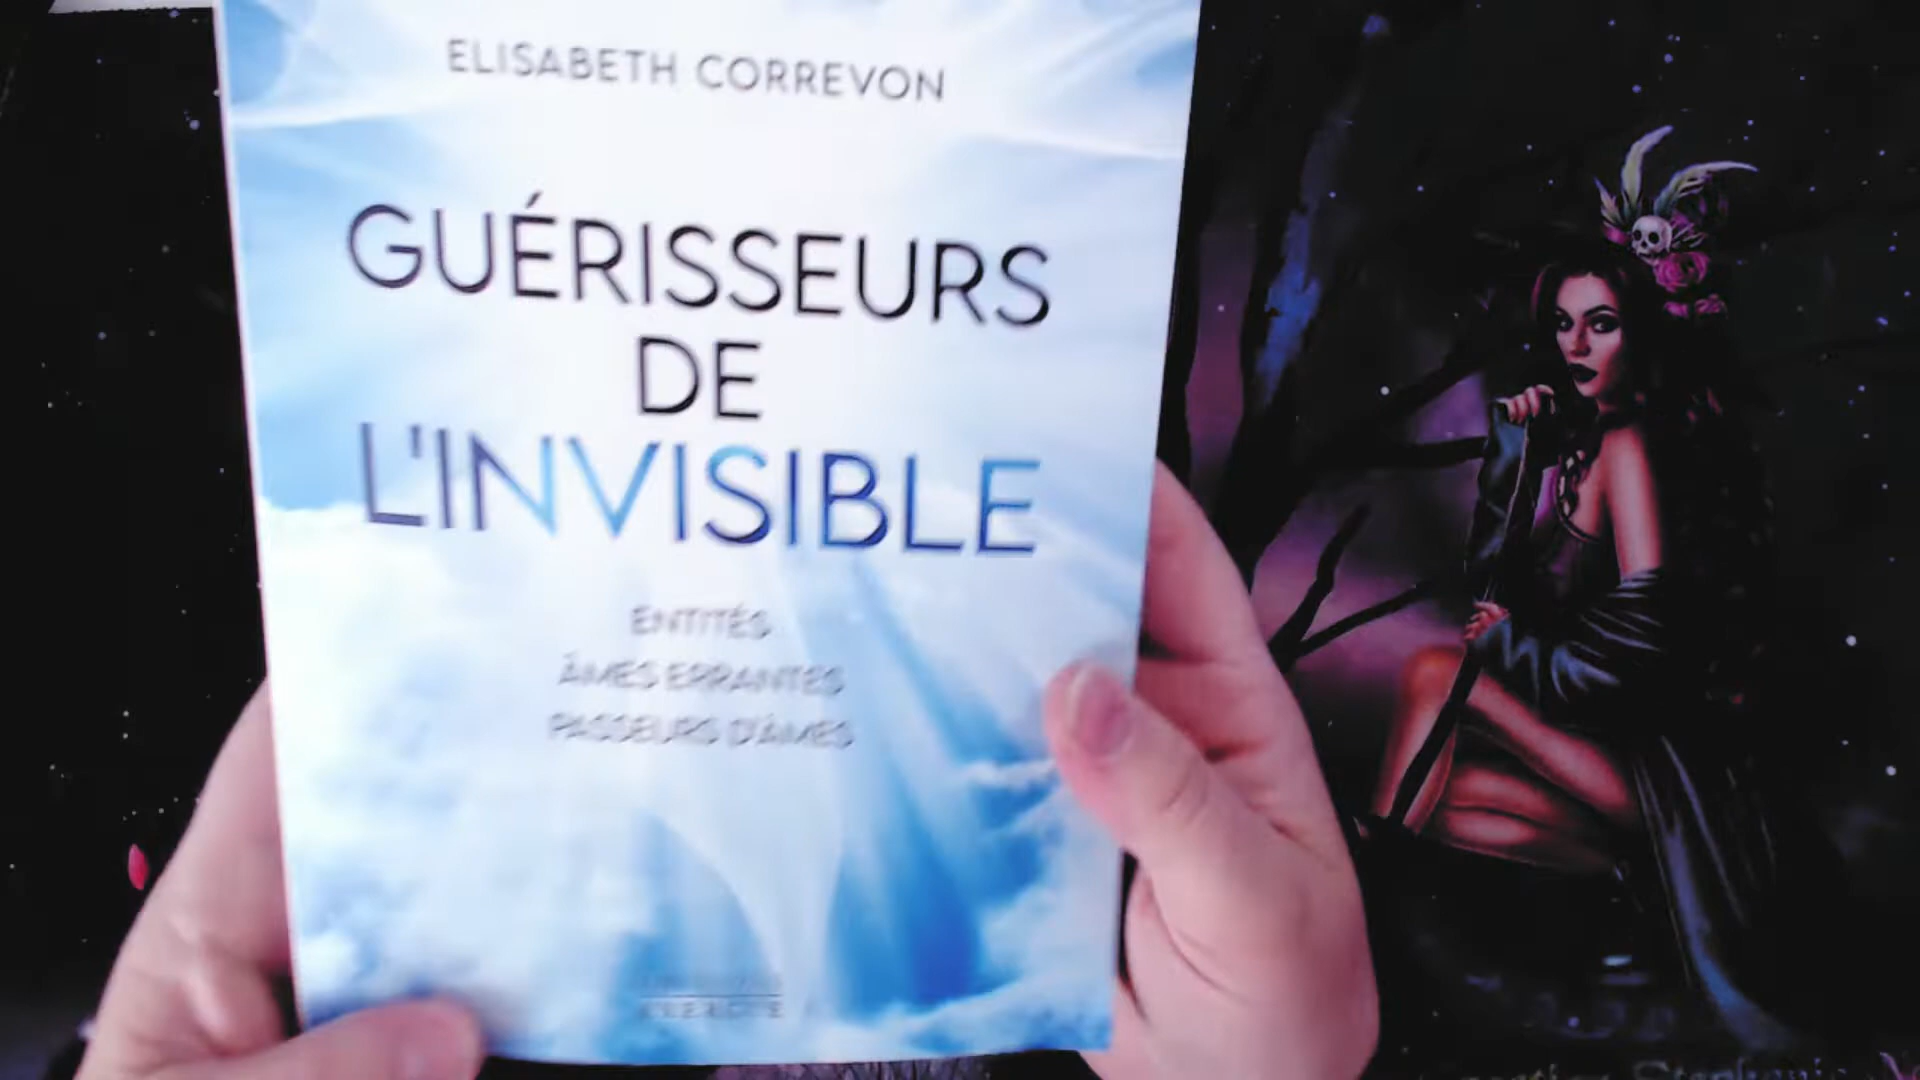 ELISABETH CORREVON
GUÉRISSEURS
DE
L'INVISIBLE
ENTITÉS
ÂMES ERRANTES
PASSEURS D'ÂMES